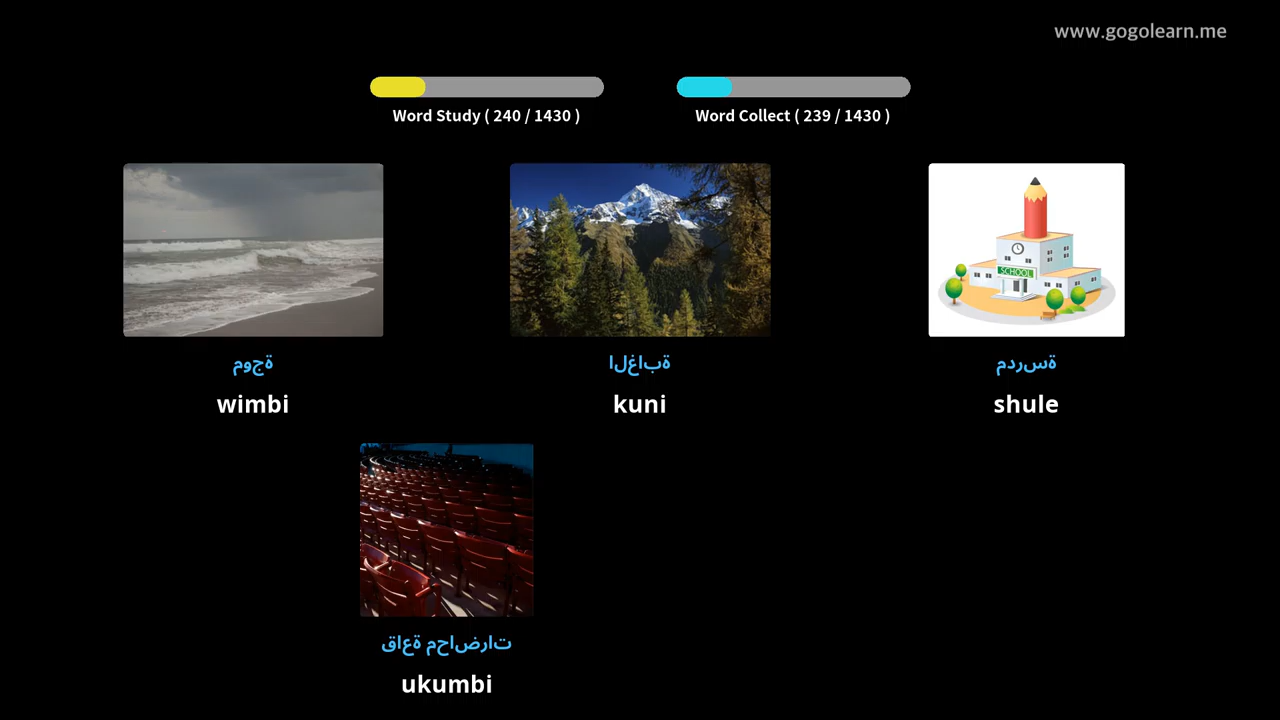 www.gogolearn.me
Word Study ( 240 / 1430 )
Word Collect ( 239 / 1430 )
موجة
wimbi
الغابة
kuni
SCHOOL
مدرسة
shule
قاعة محاضرات
ukumbi